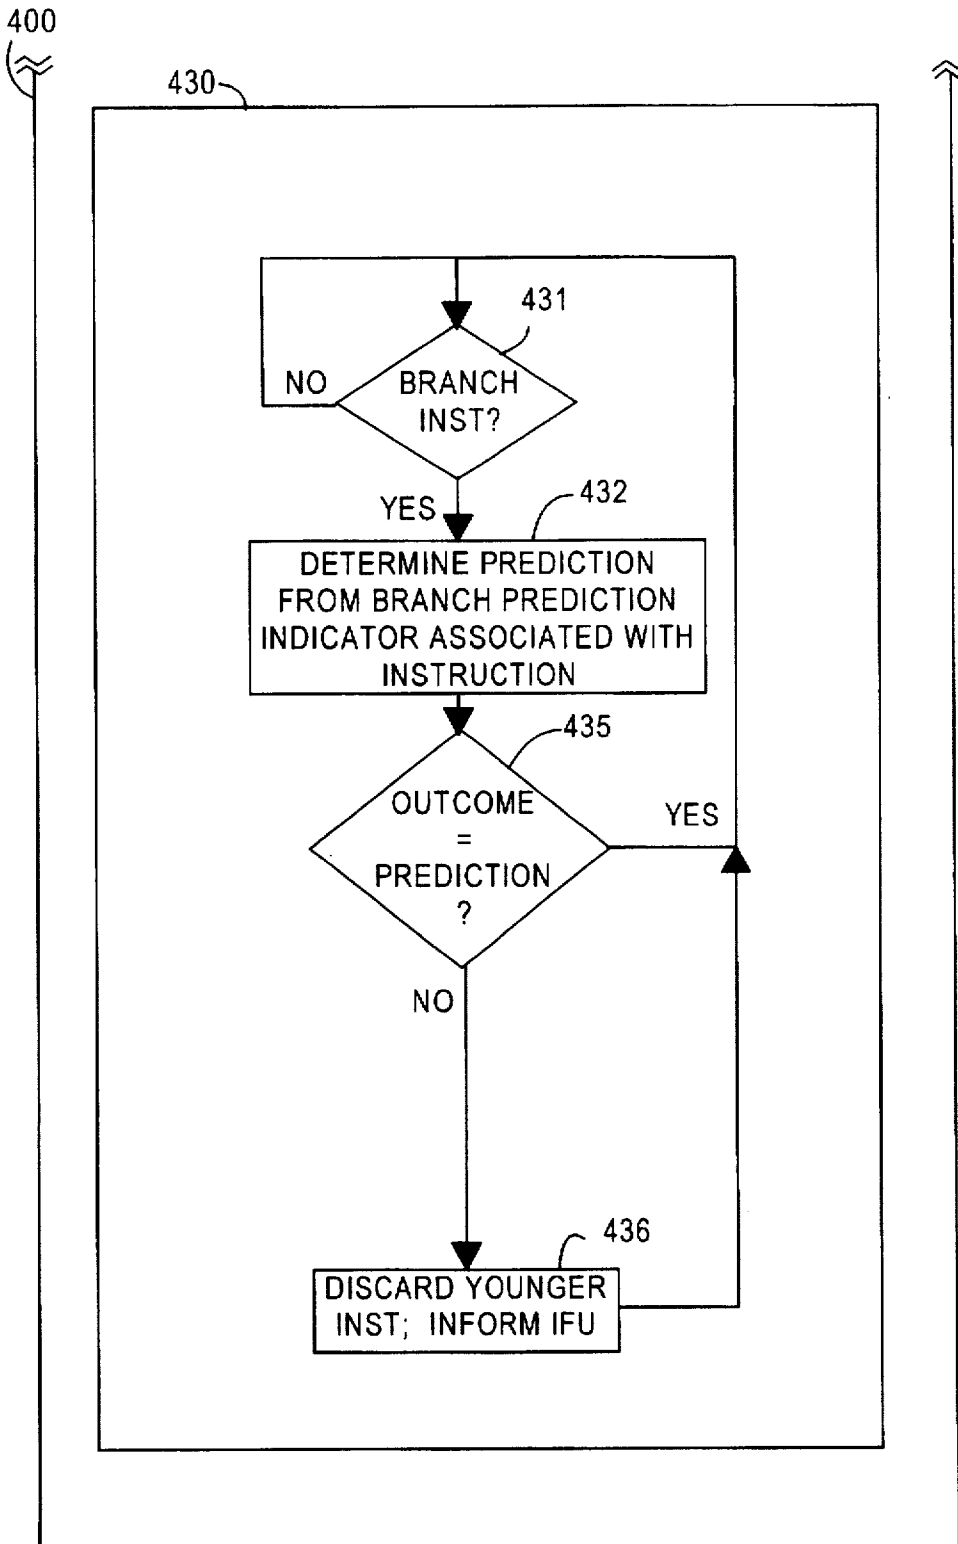 400
430
431
NO
BRANCH
INST?
YES
432
DETERMINE PREDICTION
FROM BRANCH PREDICTION
INDICATOR ASSOCIATED WITH
INSTRUCTION
435
OUTCOME
=
PREDICTION
?
YES
NO
436
DISCARD YOUNGER
INST; INFORM IFU